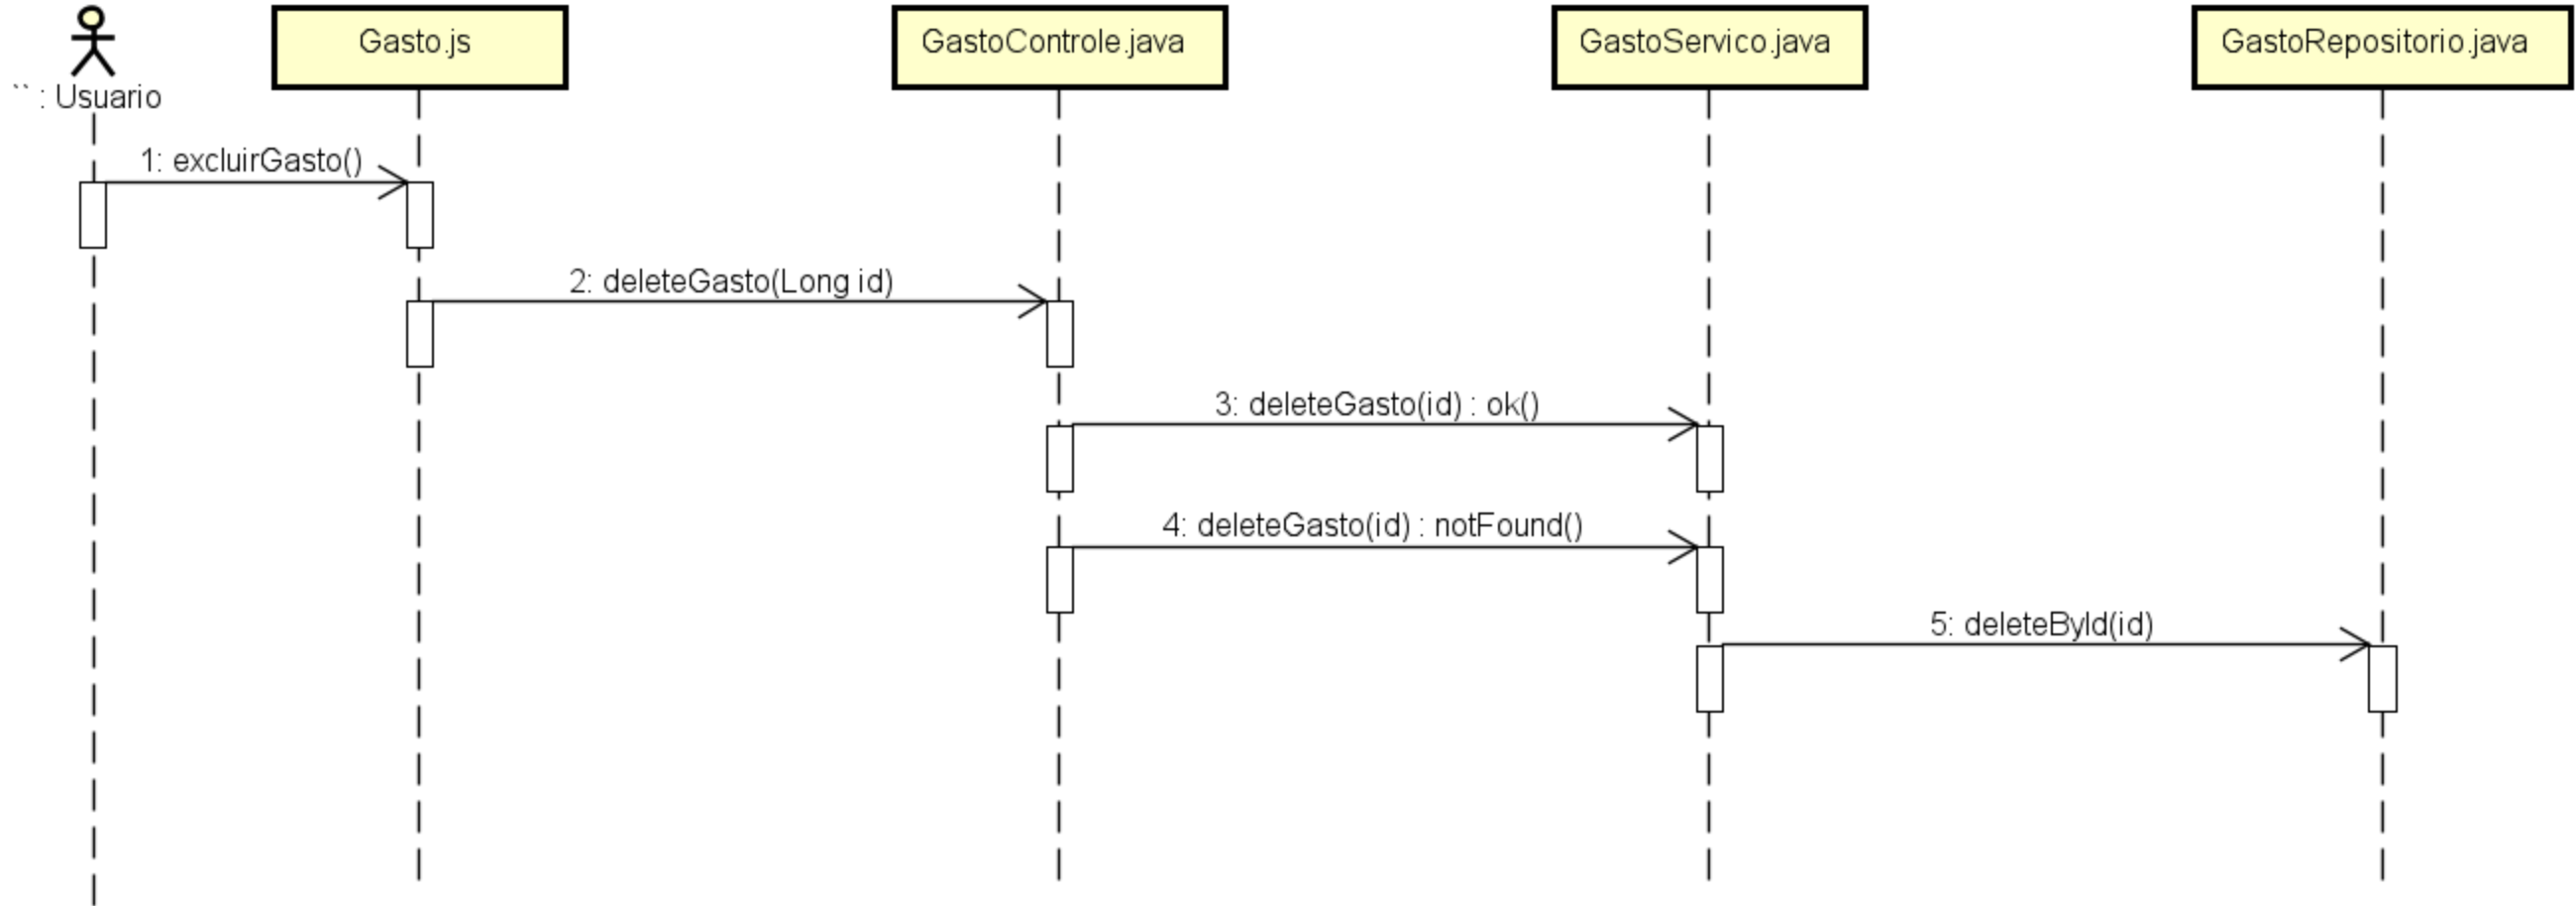 Gasto.js
GastoControle.java
GastoServico.java
GastoRepositorio.java
`` : Usuario
1: excluirGasto()
2: deleteGasto(Long id)
3: deleteGasto(id) : ok()
4: deleteGasto(id) : notFound()
5: deleteById(id)